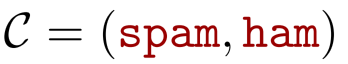 𝒞 = (spam, ham)